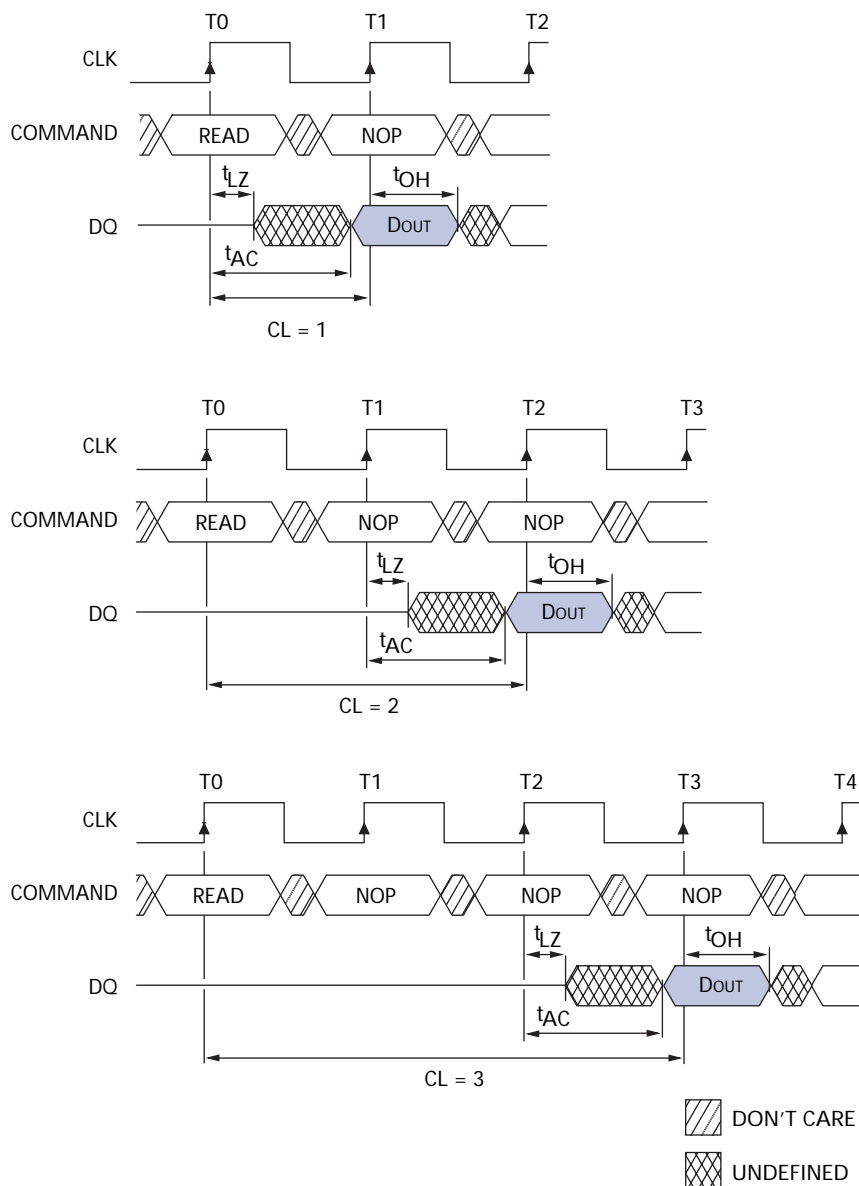 T0 T1 T2
CLK
COMMAND READ NOP
tLZ tOH
DQ DOUT
tAC
CL = 1
T0 T1 T2 T3
CLK
COMMAND READ NOP NOP
tLZ tOH
DQ DOUT
tAC
CL = 2
T0 T1 T2 T3 T4
CLK
COMMAND READ NOP NOP NOP
tLZ tOH
DQ DOUT
tAC
CL = 3
DON'T CARE
UNDEFINED